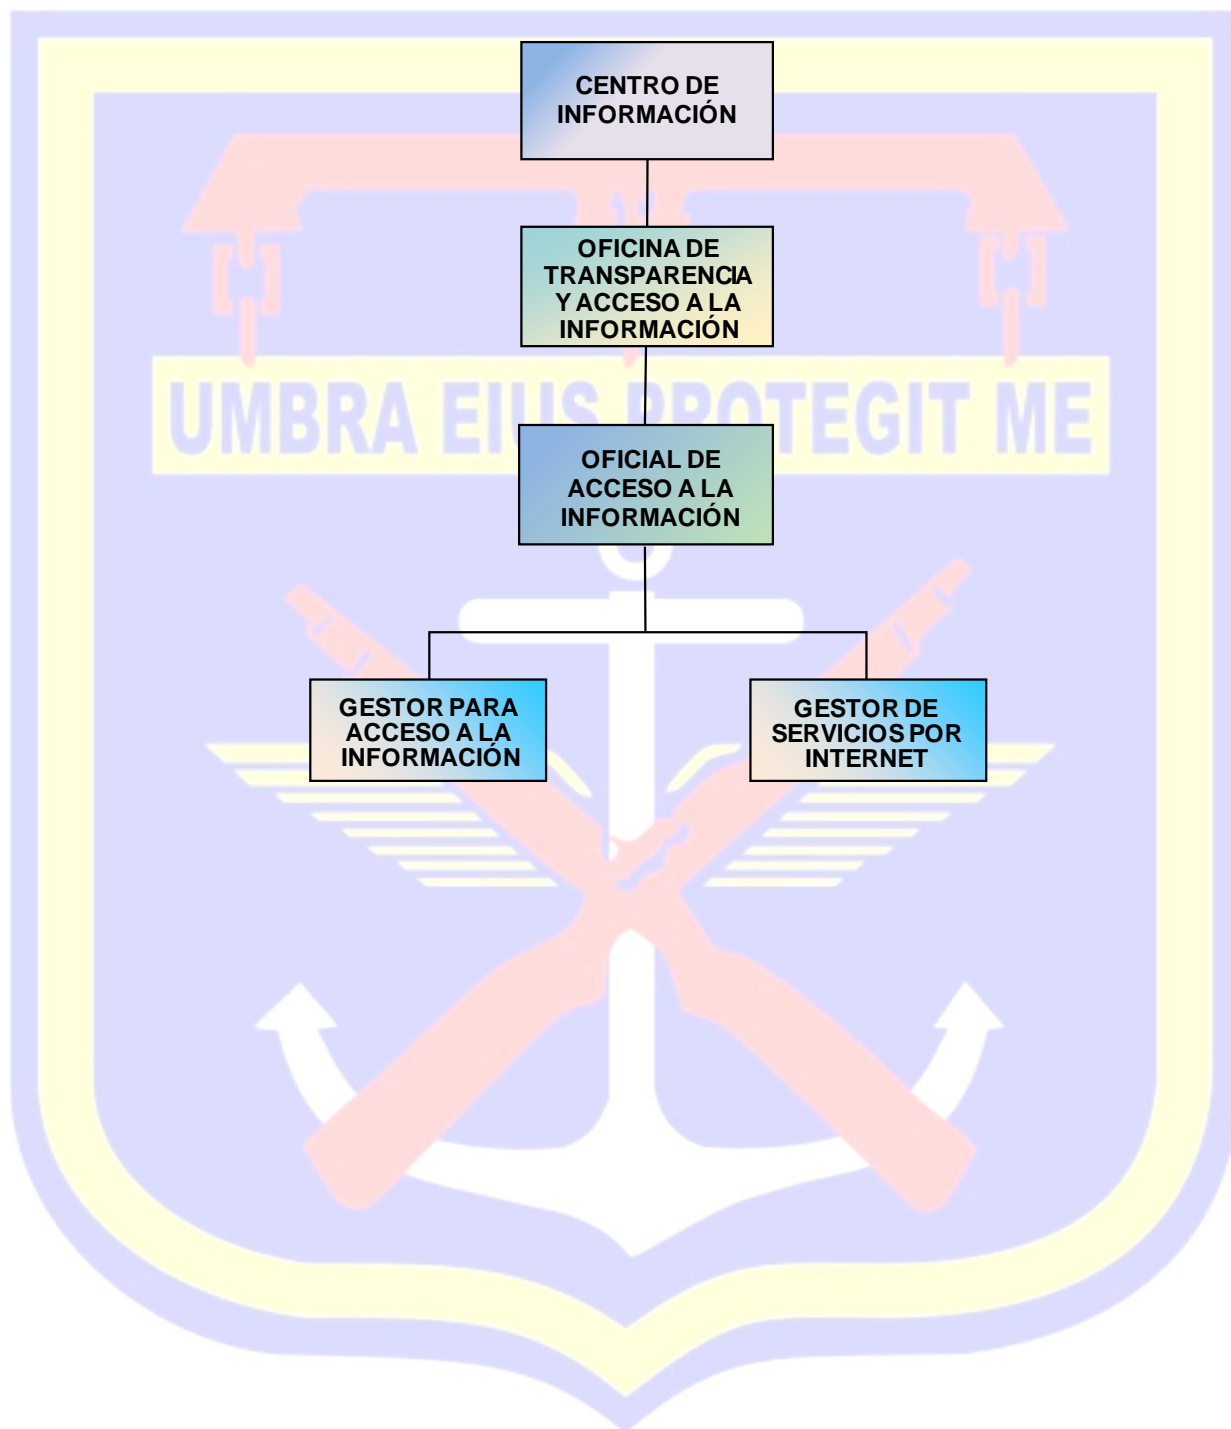 CENTRO DE
INFORMACIÓN
OFICINA DE
TRANSPARENCIA
Y ACCESO A LA
INFORMACIÓN
UMBRA EIUS PROTEGIT ME
OFICIAL DE
ACCESO A LA
INFORMACIÓN
GESTOR PARA
ACCESO A LA
INFORMACIÓN
GESTOR DE
SERVICIOS POR
INTERNET